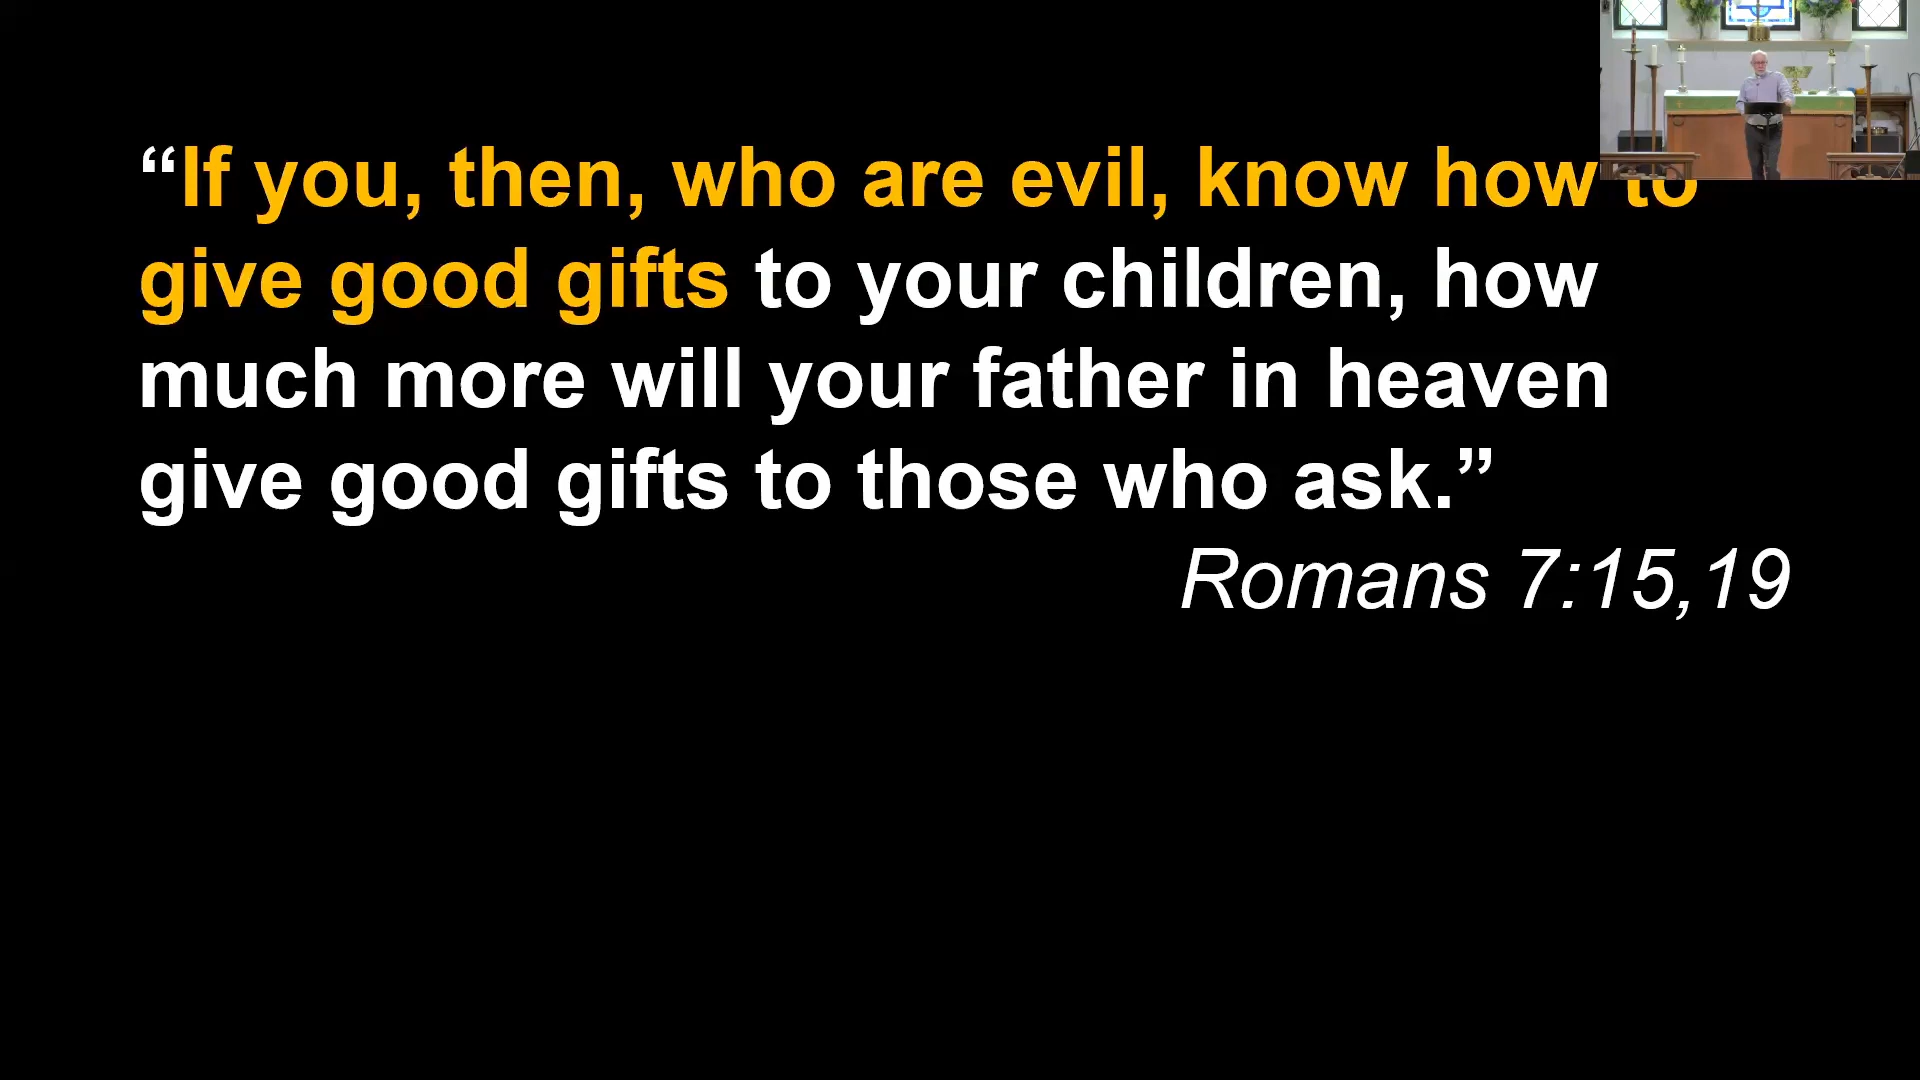 “If you, then, who are evil, know how to
give good gifts to your children, how
much more will your father in heaven
give good gifts to those who ask.”
Romans 7:15,19